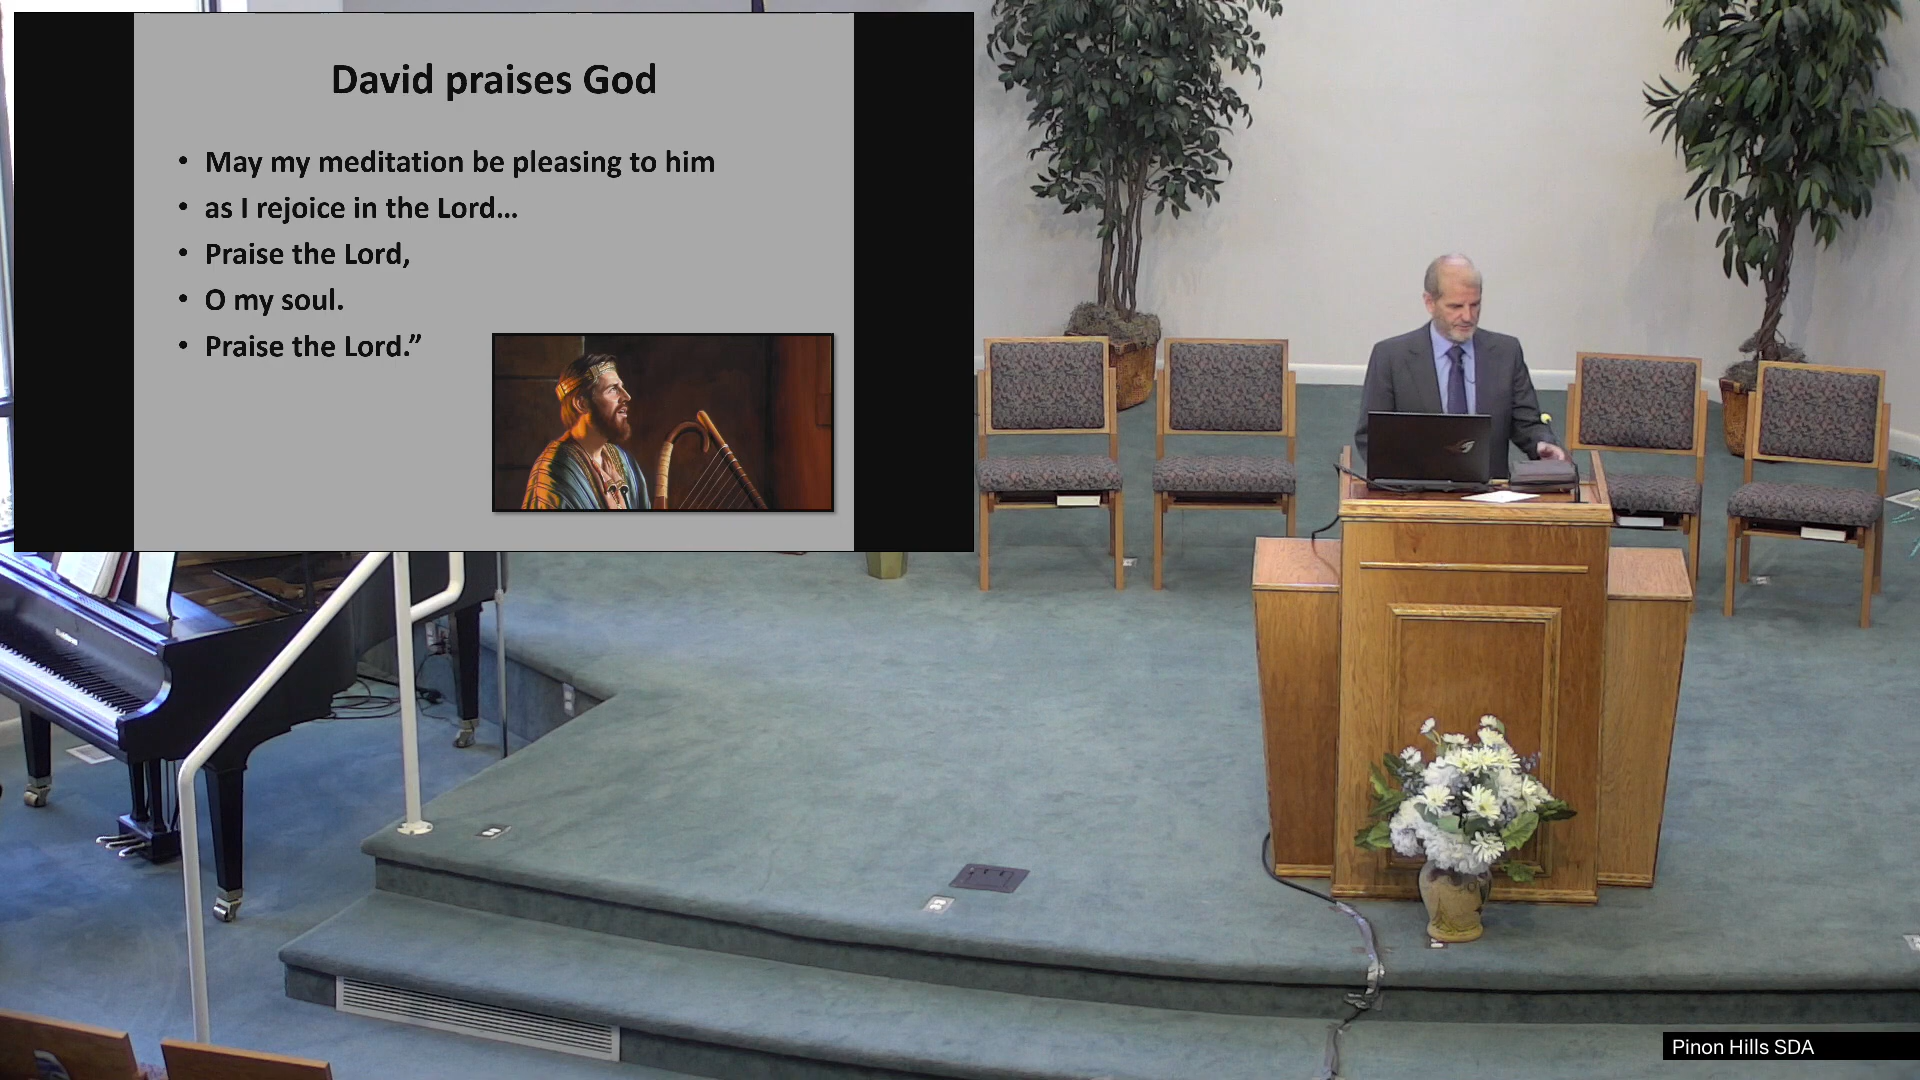 David praises God
• May my meditation be pleasing to him
• as I rejoice in the Lord...
• Praise the Lord,
• O my soul.
• Praise the Lord.”
Pinon Hills SDA